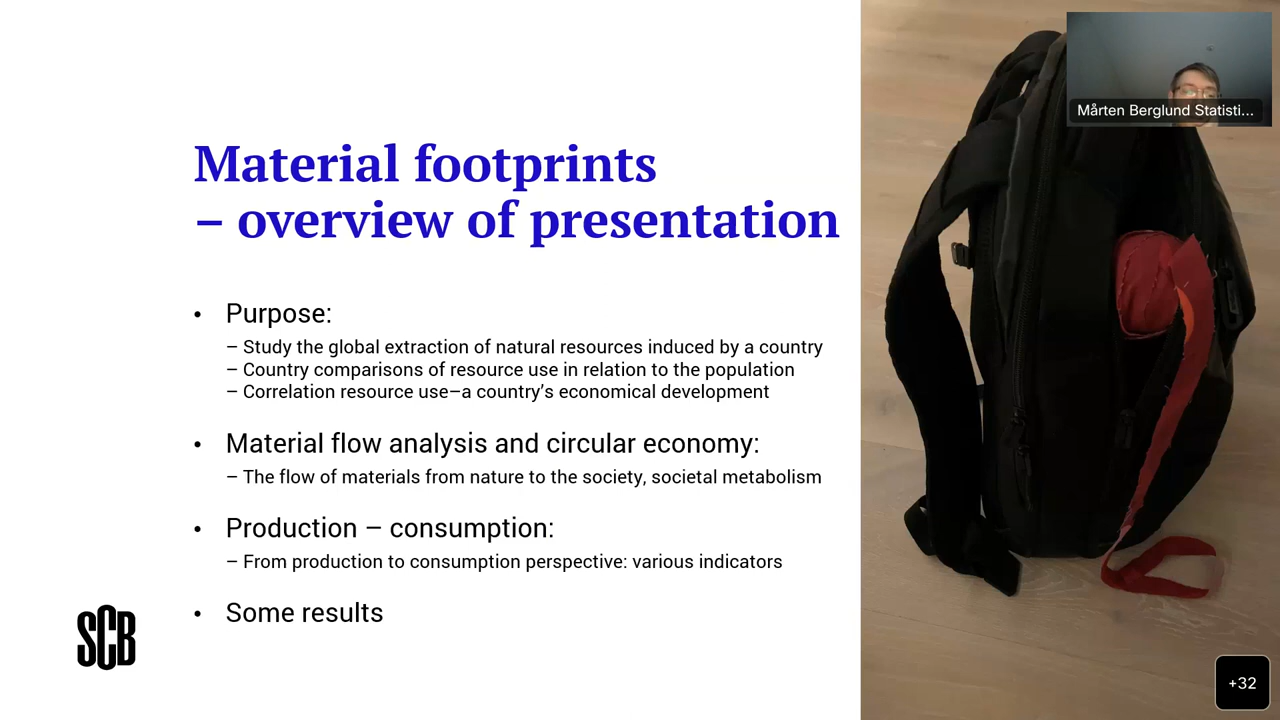 Material footprints
– overview of presentation
• Purpose:
– Study the global extraction of natural resources induced by a country
– Country comparisons of resource use in relation to the population
– Correlation resource use–a country's economical development
• Material flow analysis and circular economy:
– The flow of materials from nature to the society, societal metabolism
• Production – consumption:
– From production to consumption perspective: various indicators
• Some results
SCB
Mårten Berglund Statisti...
+32